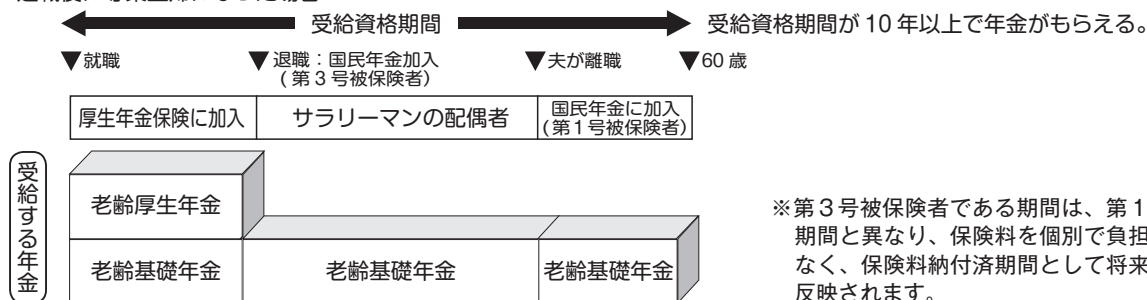 受給資格期間
受給資格期間が 10 年以上で年金がもらえる。
▼就職
▼退職：国民年金加入
（第３号被保険者）
▼夫が離職
▼60 歳
厚生年金保険に加入
サラリーマンの配偶者
国民年金に加入
（第１号被保険者）
受給する年金
老齢厚生年金
老齢基礎年金
老齢基礎年金
老齢基礎年金
※第３号被保険者である期間は、第１
期間と異なり、保険料を個別で負担
なく、保険料納付済期間として将来
反映されます。